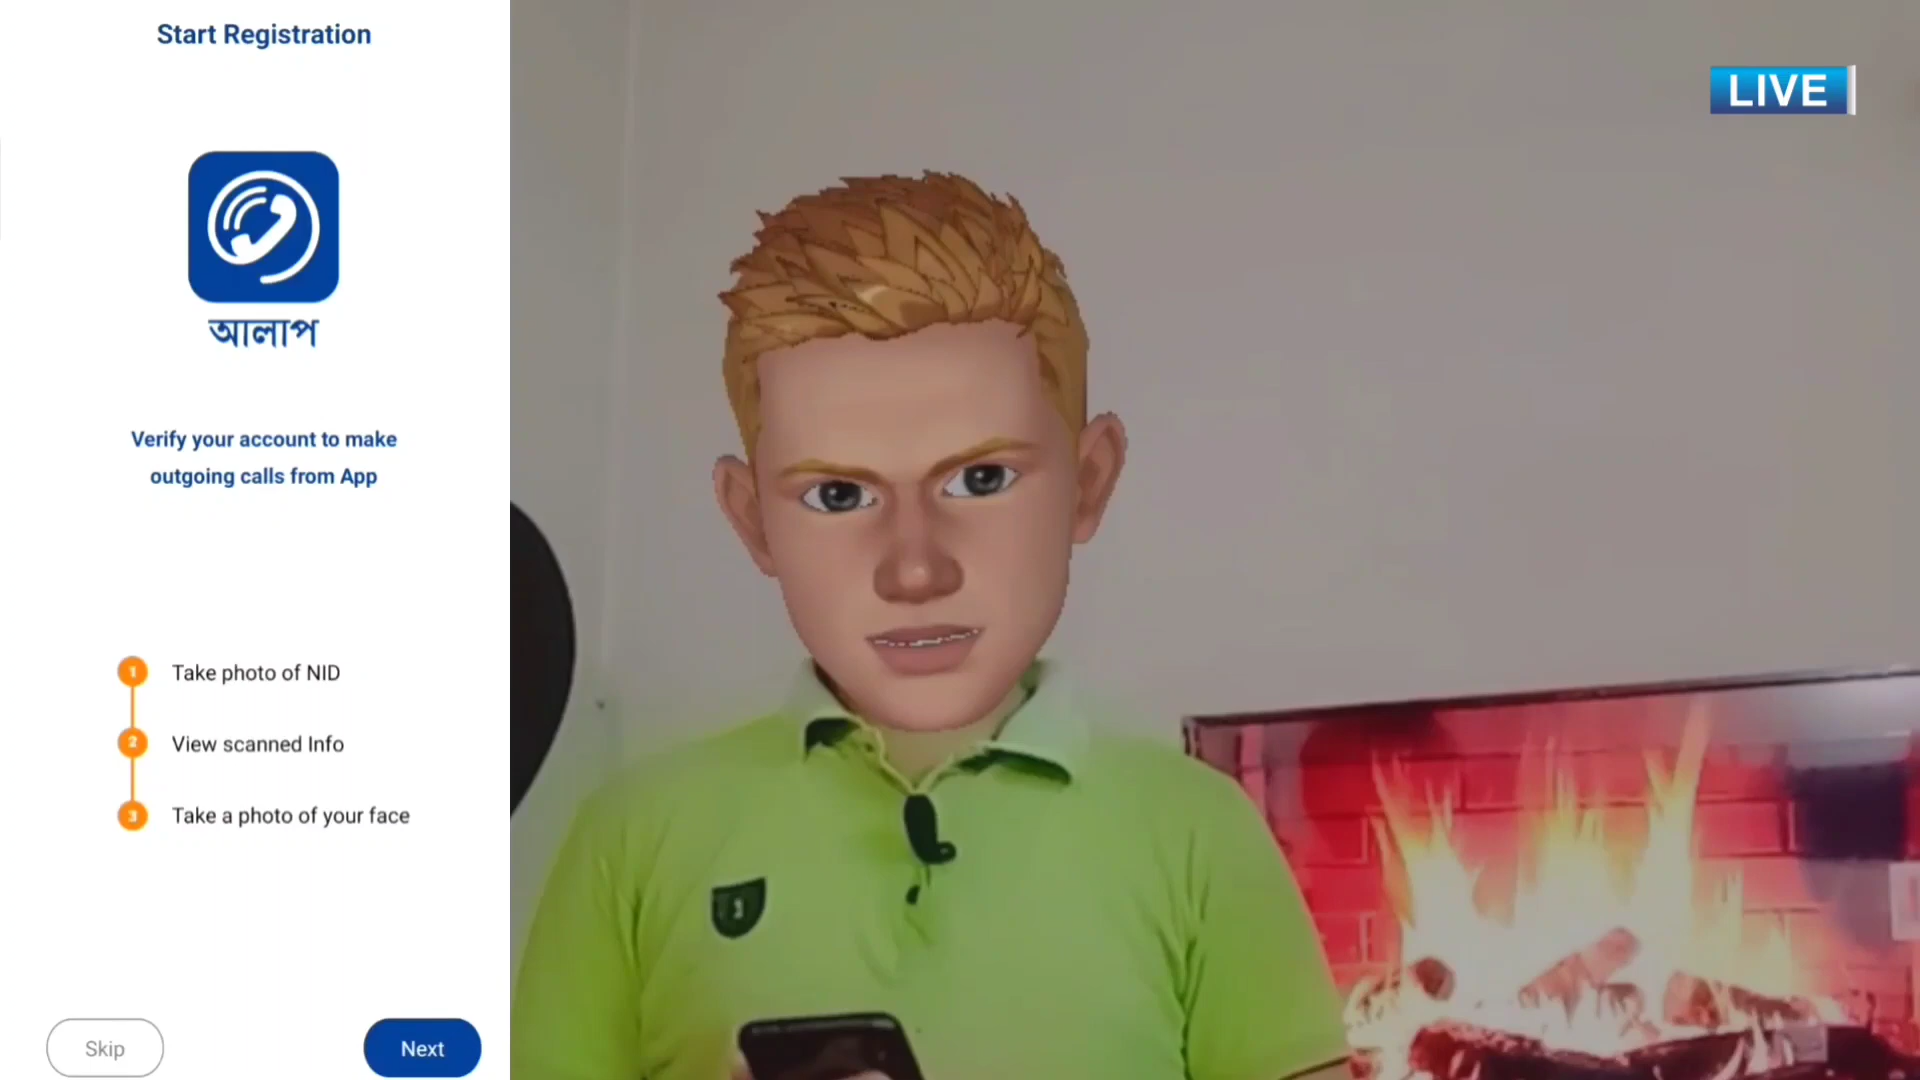 Start Registration
আলাপ
Verify your account to make
outgoing calls from App
1 Take photo of NID
2 View scanned Info
3 Take a photo of your face
Skip
Next
LIVE